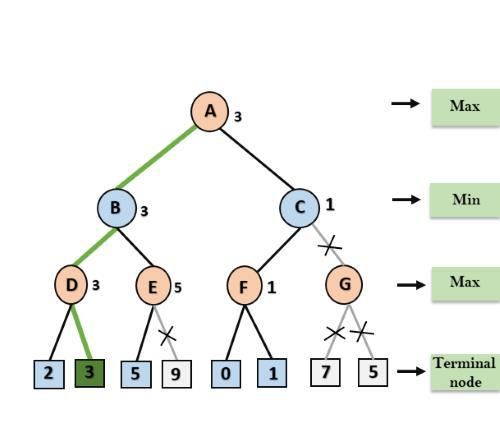 A 3 Max
B 3 C 1 Min
D 3 E 5 F 1 G Max
2 3 5 9 0 1 7 5 Terminal
node